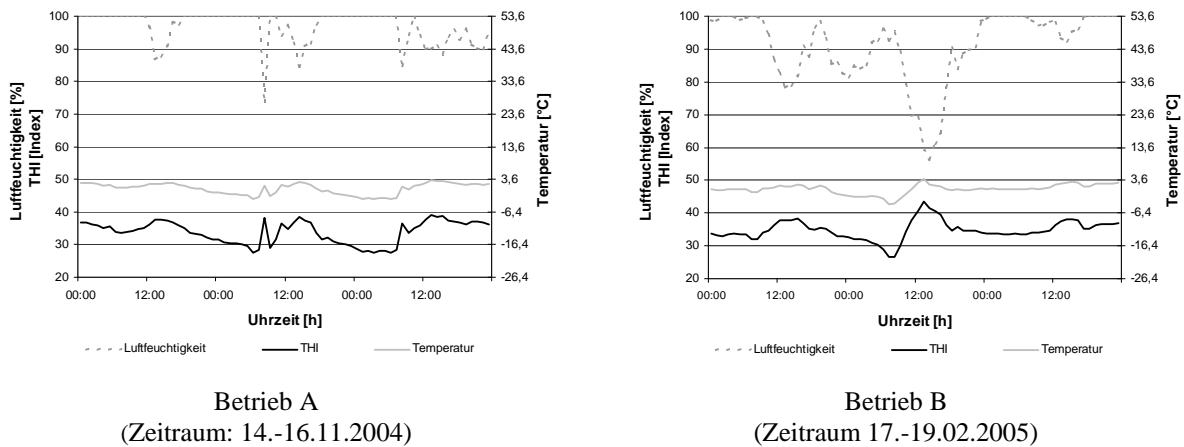 Luftfeuchtigkeit [%]
THI [Index]
100
90
80
70
60
50
40
30
20
53,6
43,6
33,6
23,6
13,6
3,6
-6,4
-16,4
-26,4
Temperatur [°C]
00:00 12:00 00:00 12:00 00:00 12:00
Uhrzeit [h]
Luftfeuchtigkeit THI Temperatur
Betrieb A
(Zeitraum: 14.-16.11.2004)
Luftfeuchtigkeit [%]
THI [Index]
100
90
80
70
60
50
40
30
20
53,6
43,6
33,6
23,6
13,6
3,6
-6,4
-16,4
-26,4
Temperatur [°C]
00:00 12:00 00:00 12:00 00:00 12:00
Uhrzeit [h]
Luftfeuchtigkeit THI Temperatur
Betrieb B
(Zeitraum 17.-19.02.2005)